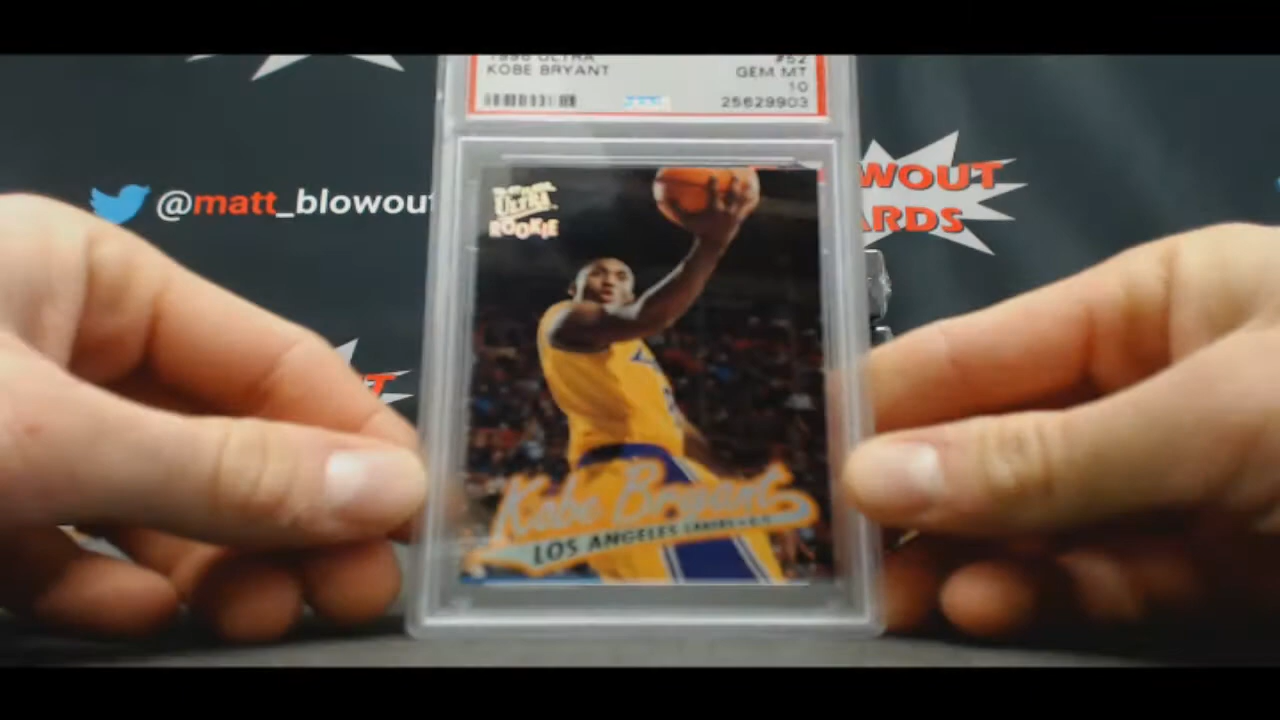 1996 ULTRA #52
KOBE BRYANT GEM MT
10
25629903
@matt_blowout
WOUT
ARDS
ULTRA
ROOKIE
Kobe Bryant
LOS ANGELES LAKERS • G
T